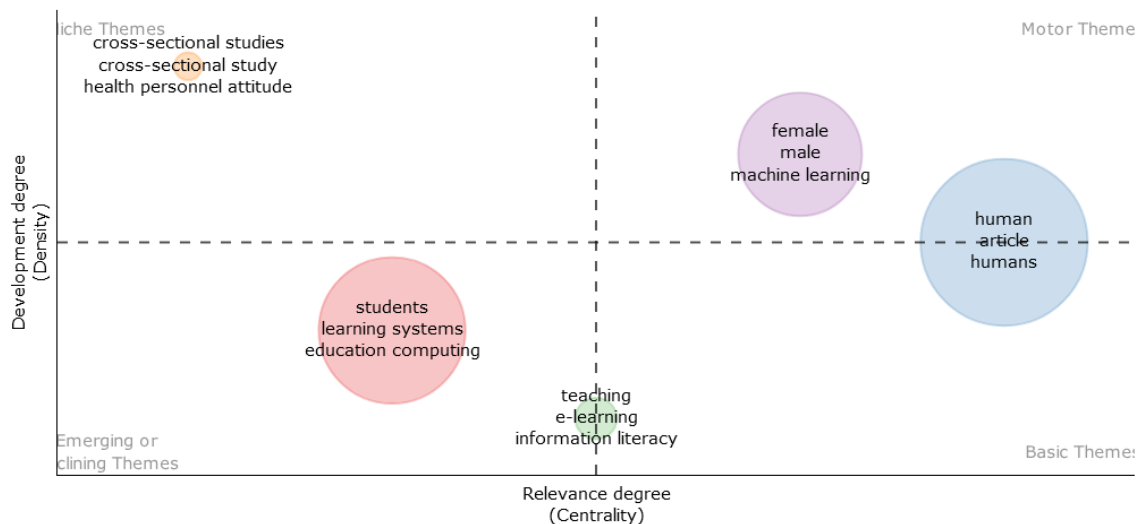 liche Themes
Motor Theme
cross-sectional studies
cross-sectional study
health personnel attitude
female
male
machine learning
human
article
humans
students
learning systems
education computing
teaching
e-learning
information literacy
Emerging or
clining Themes
Basic Themes
Development degree
(Density)
Relevance degree
(Centrality)